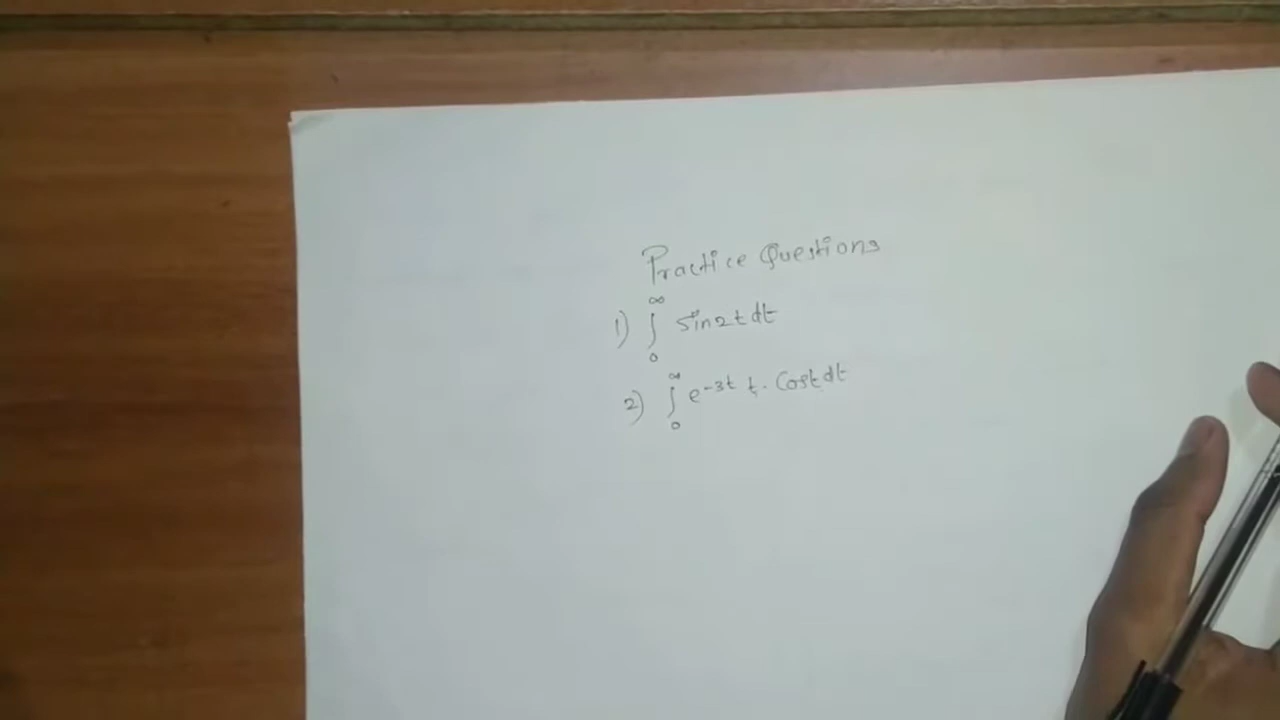 Practice Questions
1) ∫₀^∞ sin2t dt
2) ∫₀^∞ e^-3t t. Cost dt